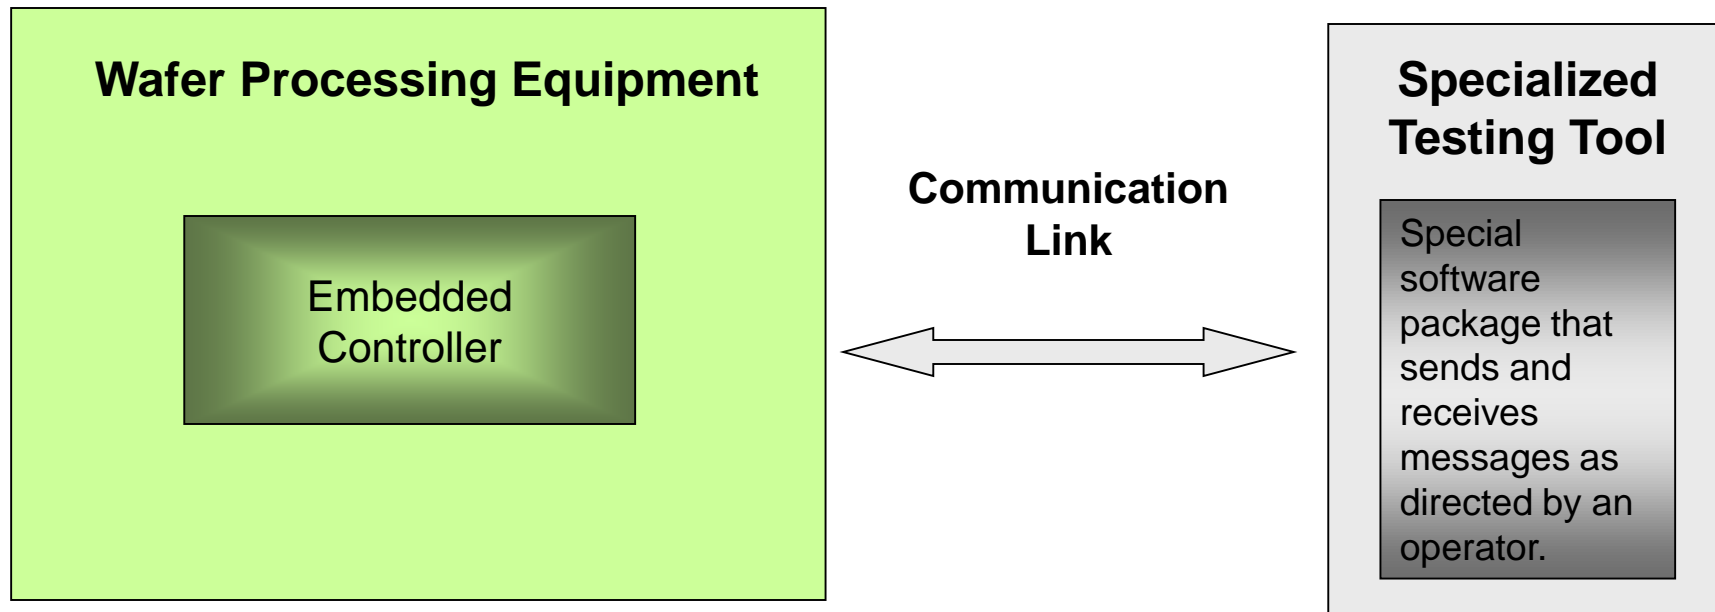 Wafer Processing Equipment
Embedded
Controller
Communication
Link
Specialized
Testing Tool
Special
software
package that
sends and
receives
messages as
directed by an
operator.